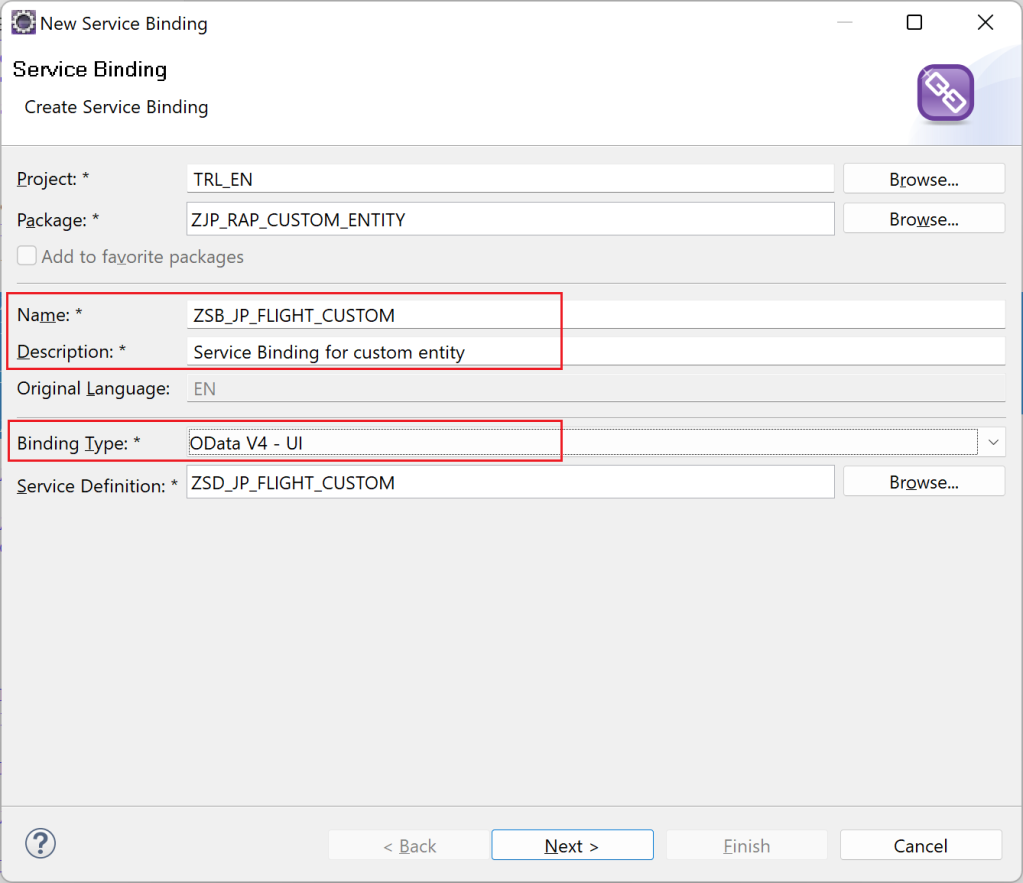 New Service Binding
Service Binding
Create Service Binding
Project: * TRL_EN Browse...
Package: * ZJP_RAP_CUSTOM_ENTITY Browse...
Add to favorite packages
Name: * ZSB_JP_FLIGHT_CUSTOM
Description: * Service Binding for custom entity
Original Language: EN
Binding Type: * OData V4 - UI
Service Definition: * ZSD_JP_FLIGHT_CUSTOM Browse...
? < Back Next > Finish Cancel